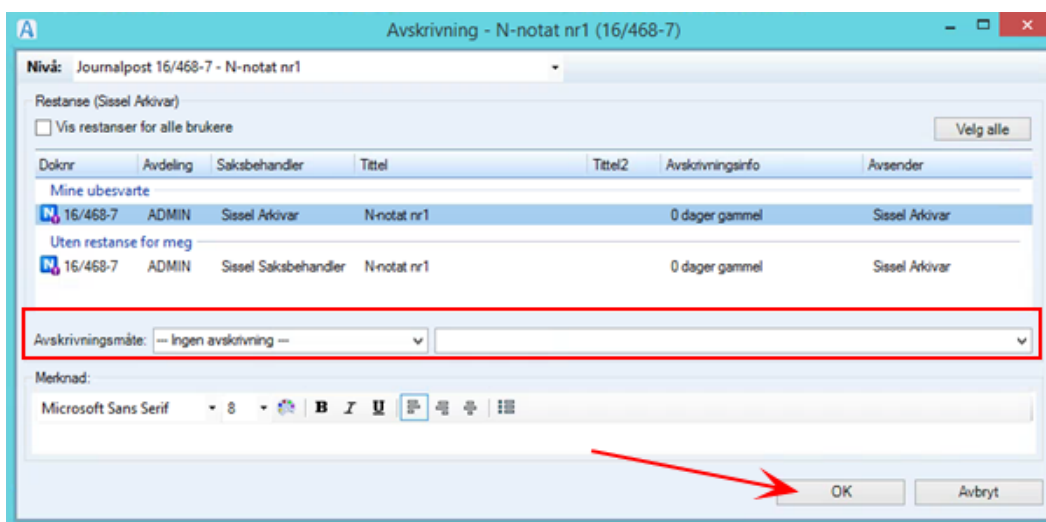 A Avskrivning - N-notat nr1 (16/468-7)
Nivå: Journalpost 16/468-7 - N-notat nr1
Restanse (Sissel Arkivar)
Vis restanser for alle brukere Velg alle
Doknr Avdeling Saksbehandler Tittel Tittel2 Avskrivningsinfo Avsender
Mine ubesvarte
N 16/468-7 ADMIN Sissel Arkivar N-notat nr1 0 dager gammel Sissel Arkivar
Uten restanse for meg
N 16/468-7 ADMIN Sissel Saksbehandler N-notat nr1 0 dager gammel Sissel Arkivar
Avskrivningsmåte: --- Ingen avskrivning ---
Merknad:
Microsoft Sans Serif 8 B I U
OK Avbryt